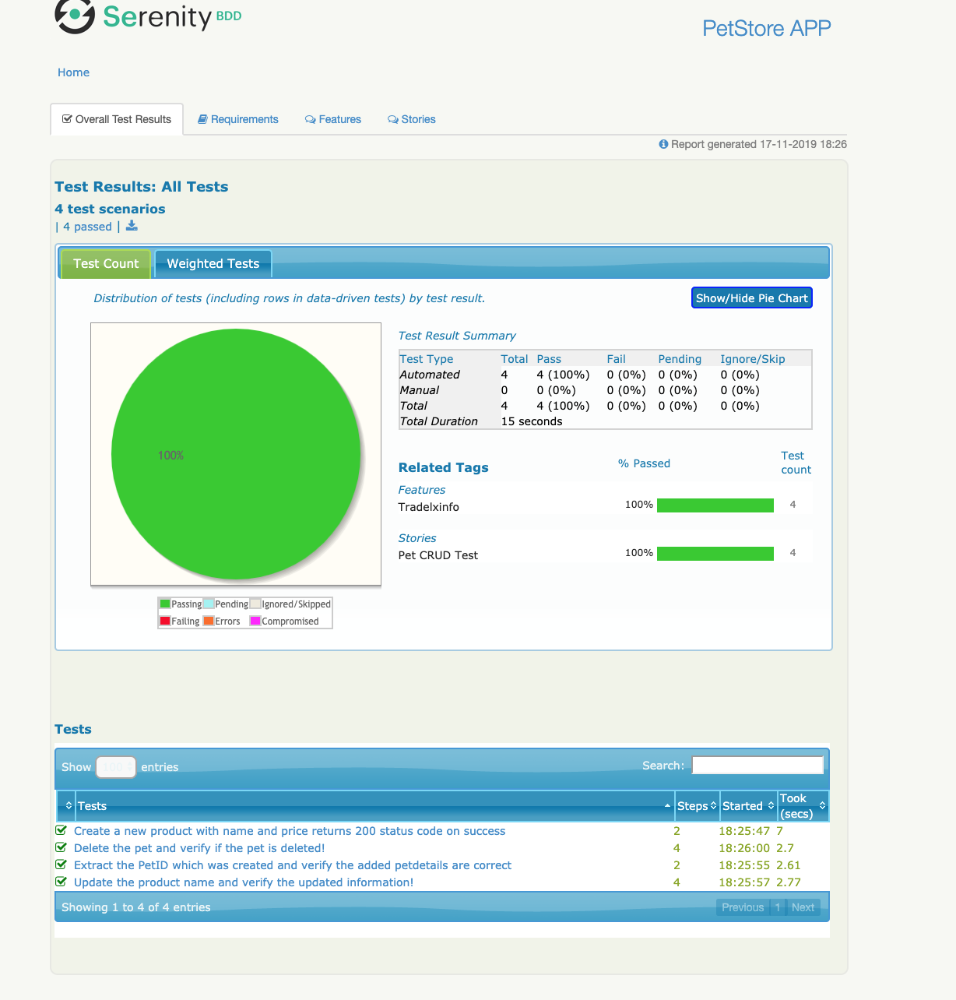 Serenity BDD
PetStore APP
Home
Overall Test Results Requirements Features Stories
Report generated 17-11-2019 18:26
Test Results: All Tests
4 test scenarios
| 4 passed |
Test Count Weighted Tests
Distribution of tests (including rows in data-driven tests) by test result.
Show/Hide Pie Chart
100%
Passing Pending Ignored/Skipped
Failing Errors Compromised
Test Result Summary
Test Type Total Pass Fail Pending Ignore/Skip
Automated 4 4 (100%) 0 (0%) 0 (0%) 0 (0%)
Manual 0 0 (0%) 0 (0%) 0 (0%) 0 (0%)
Total 4 4 (100%) 0 (0%) 0 (0%) 0 (0%)
Total Duration 15 seconds
Related Tags % Passed Test count
Features
Tradelxinfo 100% 4
Stories
Pet CRUD Test 100% 4
Tests
Show 100 entries Search:
Tests Steps Started Took (secs)
Create a new product with name and price returns 200 status code on success 2 18:25:47 7
Delete the pet and verify if the pet is deleted! 4 18:26:00 2.7
Extract the PetID which was created and verify the added petdetails are correct 2 18:25:55 2.61
Update the product name and verify the updated information! 4 18:25:57 2.77
Showing 1 to 4 of 4 entries Previous 1 Next